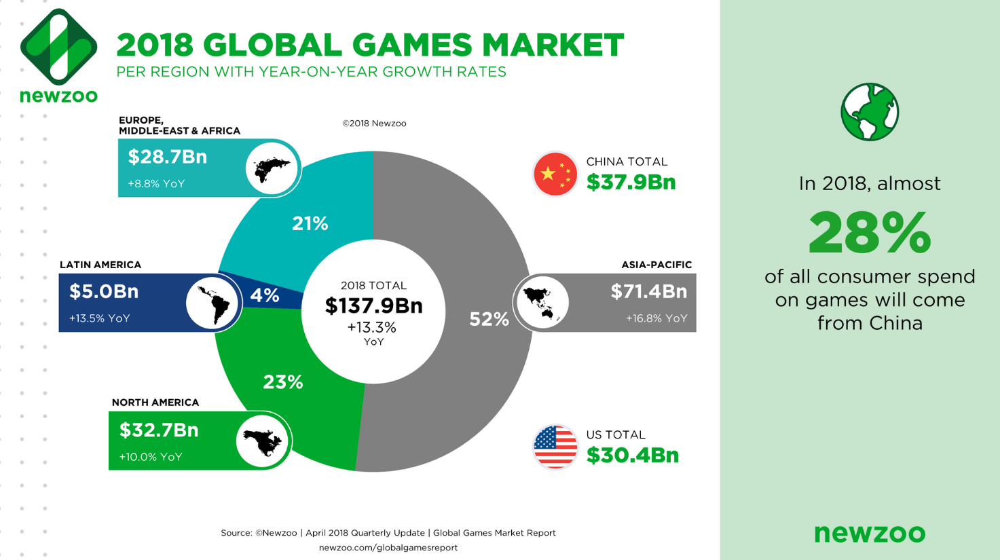 newzoo
2018 GLOBAL GAMES MARKET
PER REGION WITH YEAR-ON-YEAR GROWTH RATES
©2018 Newzoo
EUROPE,
MIDDLE-EAST & AFRICA
$28.7Bn
+8.8% YoY
21%
CHINA TOTAL
$37.9Bn
LATIN AMERICA
$5.0Bn
+13.5% YoY
4%
2018 TOTAL
$137.9Bn
+13.3%
YoY
52%
ASIA-PACIFIC
$71.4Bn
+16.8% YoY
23%
NORTH AMERICA
$32.7Bn
+10.0% YoY
US TOTAL
$30.4Bn
Source: ©Newzoo | April 2018 Quarterly Update | Global Games Market Report
newzoo.com/globalgamesreport
In 2018, almost
28%
of all consumer spend
on games will come
from China
newzoo